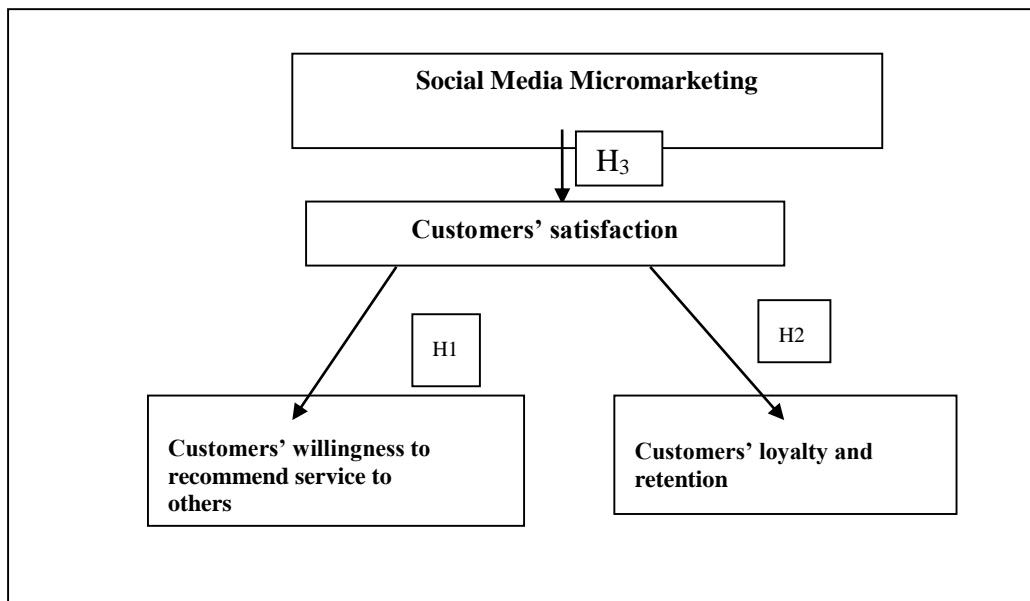 Social Media Micromarketing
H₃
Customers’ satisfaction
H1
H2
Customers’ willingness to
recommend service to
others
Customers’ loyalty and
retention